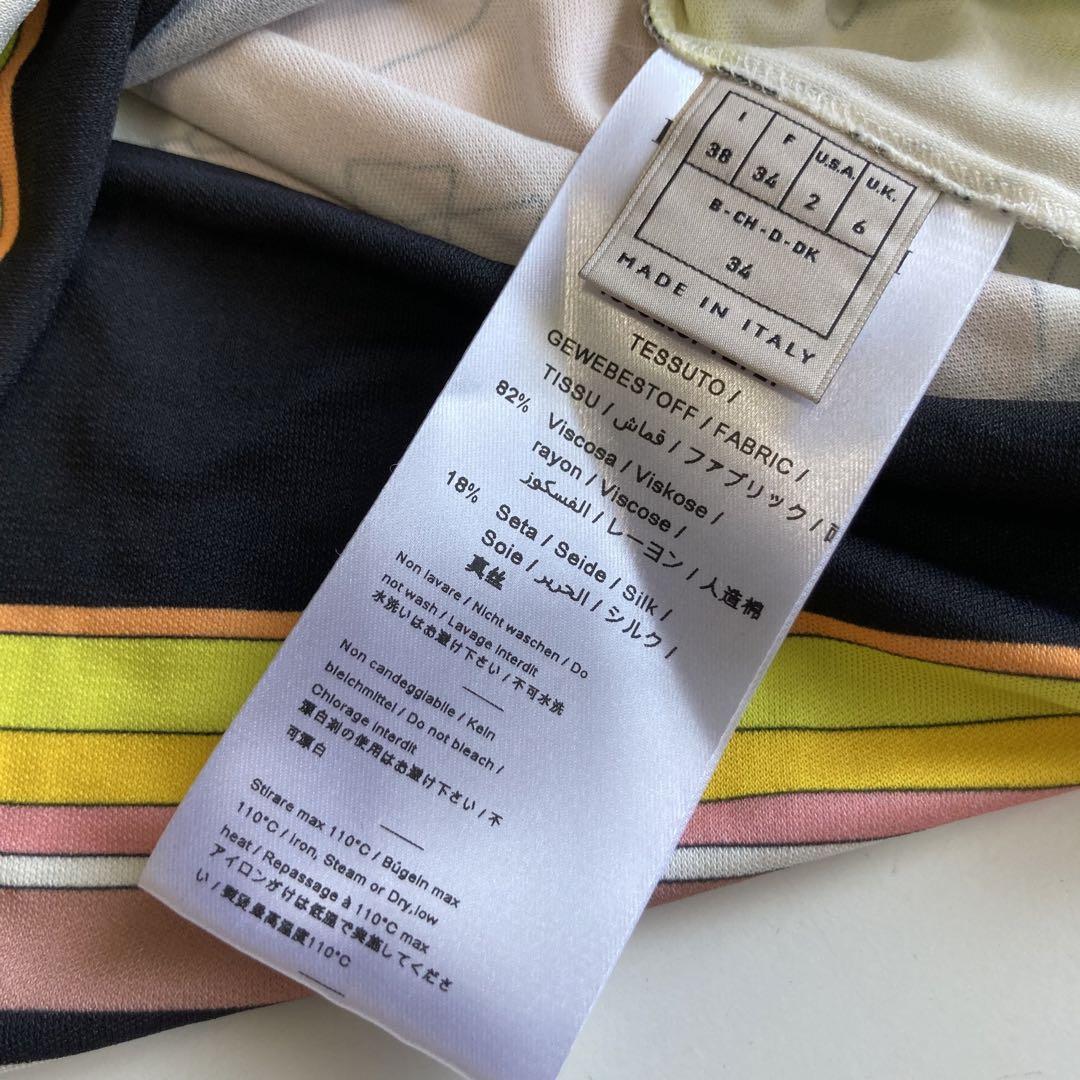 I F U.S.A. U.K.
38 34 2 6
B-CH-D-DK
34
MADE IN ITALY
TESSUTO /
GEWEBESTOFF / FABRIC /
TISSU / قماش / ファブリック /
82% Viscosa / Viskose /
rayon / Viscose /
الفسكوز / レーヨン / 人造棉
18% Seta / Seide / Silk /
Soie / الحرير / シルク /
真丝
Non lavare / Nicht waschen / Do
not wash / Lavage interdit
水洗いはお避け下さい / 不可水洗
Non candeggiabile / Kein
bleichmittel / Do not bleach /
Chlorage interdit
漂白剤の使用はお避け下さい / 不
可漂白
Stirare max 110°C / Bügeln max
110°C / Iron, Steam or Dry, low
heat / Repassage à 110°C max
アイロンがけは低温で実施してくださ
い / 熨烫最高温度110°C